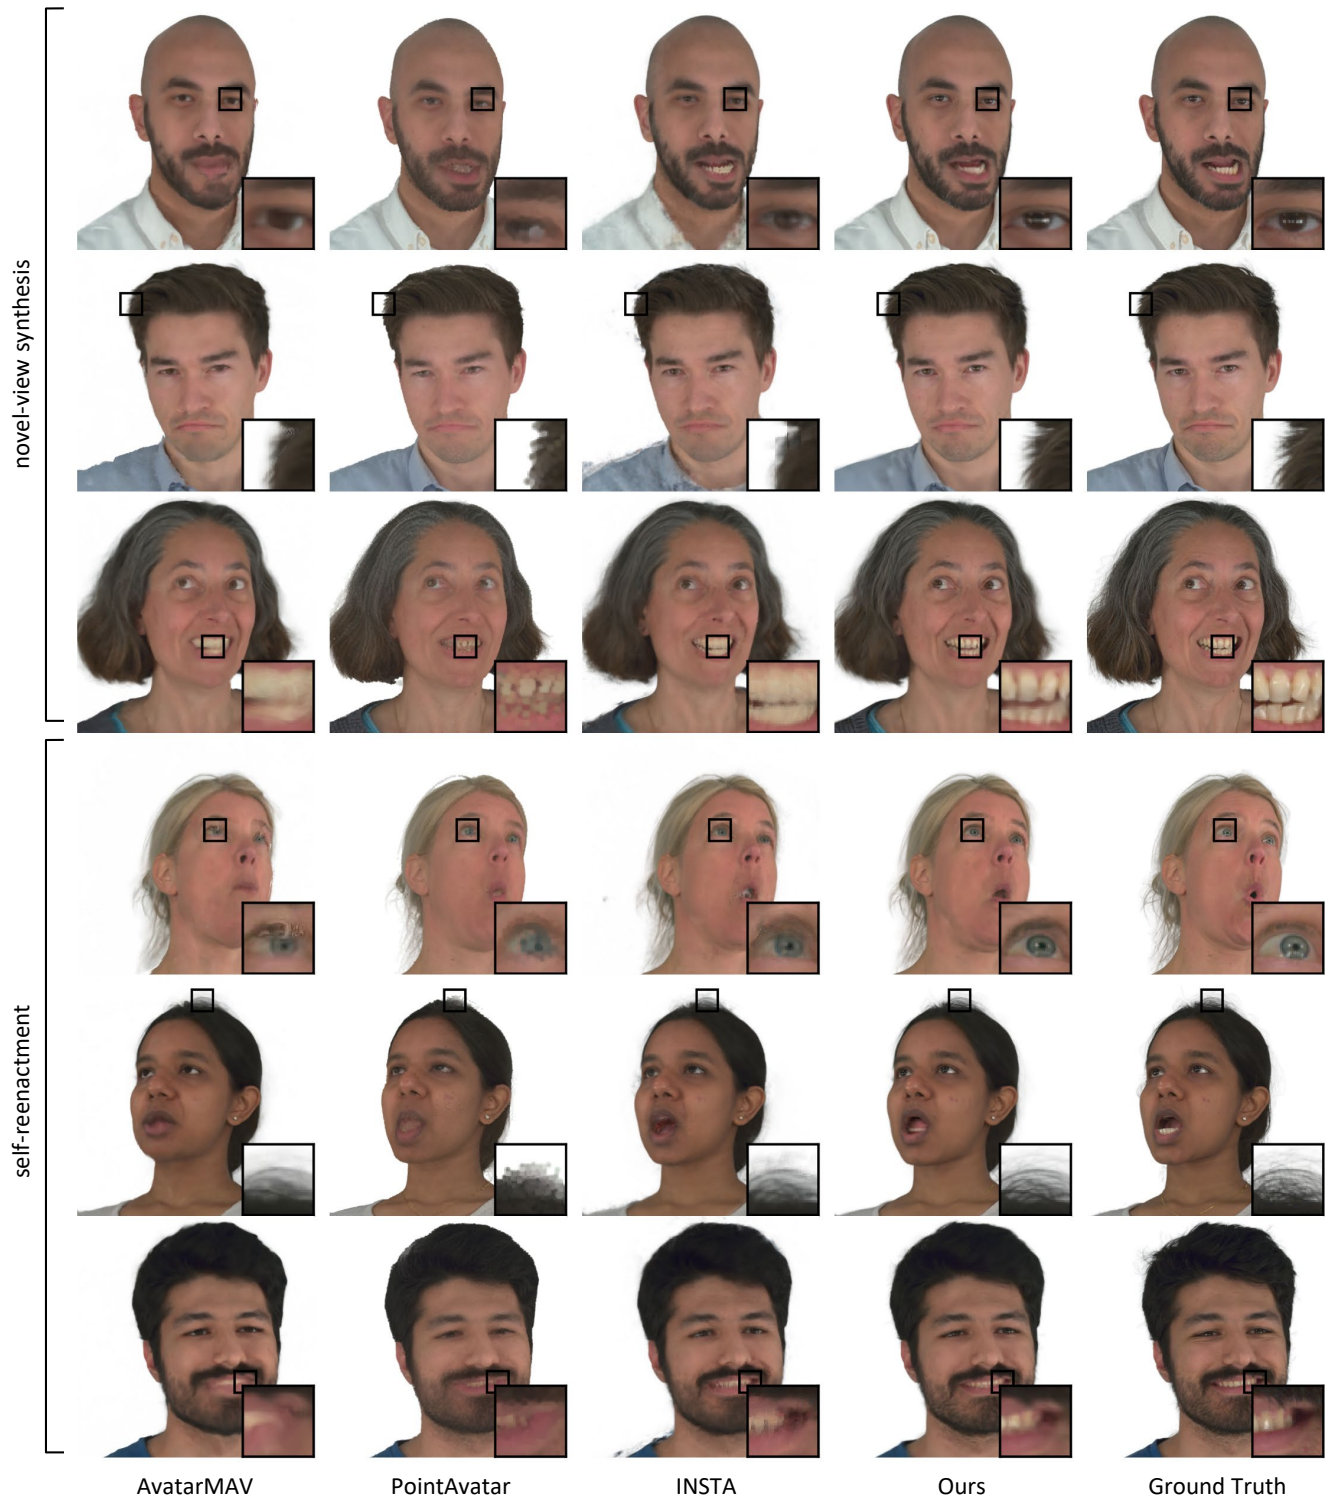 novel-view synthesis
self-reenactment
AvatarMAV
PointAvatar
INSTA
Ours
Ground Truth